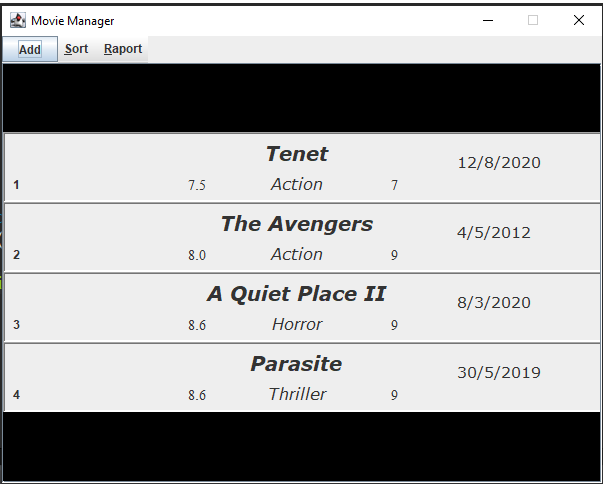 Movie Manager
Add Sort Raport
Tenet 12/8/2020
1 7.5 Action 7
The Avengers 4/5/2012
2 8.0 Action 9
A Quiet Place II 8/3/2020
3 8.6 Horror 9
Parasite 30/5/2019
4 8.6 Thriller 9